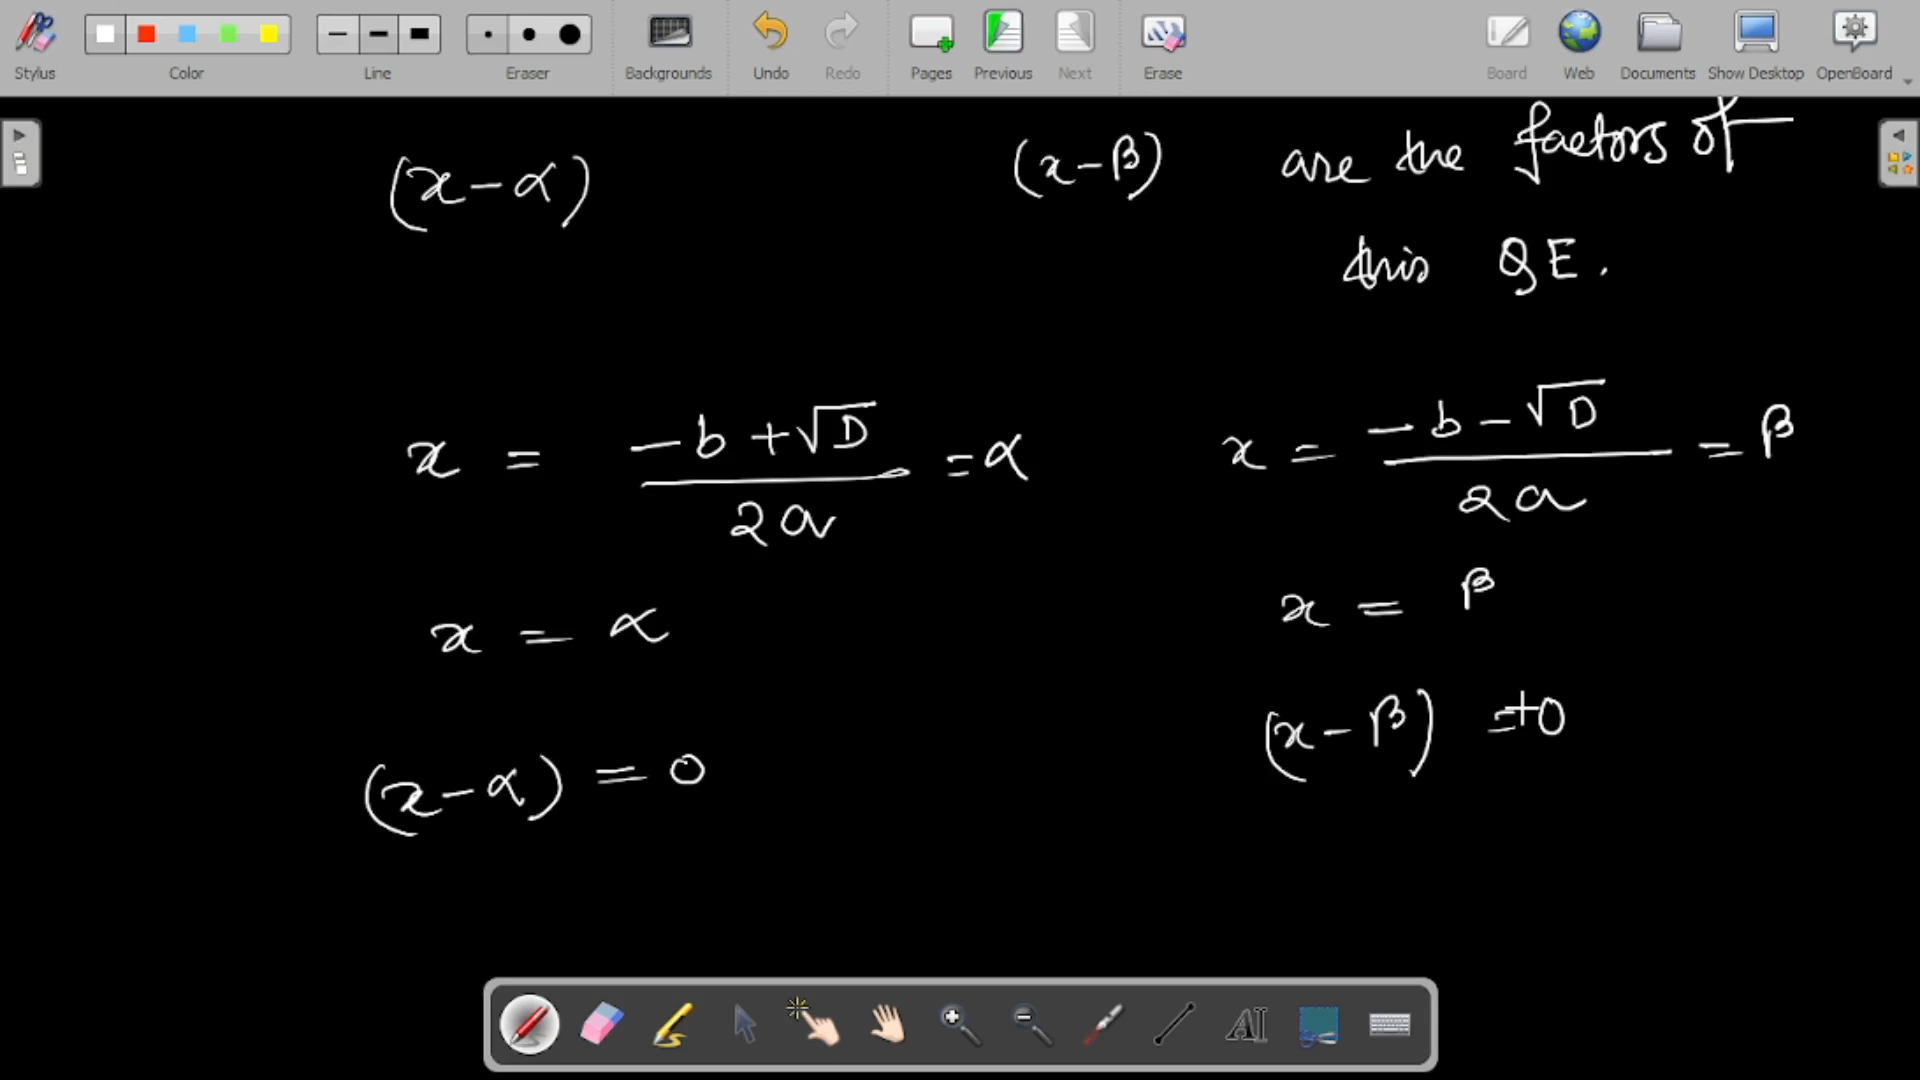 Stylus Color Line Eraser Backgrounds Undo Redo Pages Previous Next Erase Board Web Documents Show Desktop OpenBoard
(x-α) (x-β) are the factors of
this QE.
x = (-b+√D)/2a = α x = (-b-√D)/2a = β
x = α x = β
(x-α) = 0 (x-β) = 0